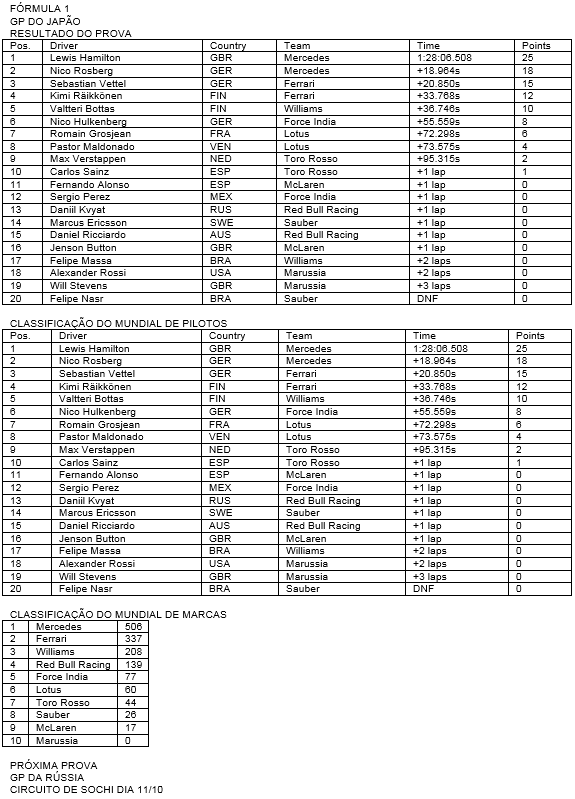 FÓRMULA 1
GP DO JAPÃO
RESULTADO DO PROVA
Pos. Driver Country Team Time Points
1 Lewis Hamilton GBR Mercedes 1:28:06.508 25
2 Nico Rosberg GER Mercedes +18.964s 18
3 Sebastian Vettel GER Ferrari +20.850s 15
4 Kimi Räikkönen FIN Ferrari +33.768s 12
5 Valtteri Bottas FIN Williams +36.746s 10
6 Nico Hulkenberg GER Force India +55.559s 8
7 Romain Grosjean FRA Lotus +72.298s 6
8 Pastor Maldonado VEN Lotus +73.575s 4
9 Max Verstappen NED Toro Rosso +95.315s 2
10 Carlos Sainz ESP Toro Rosso +1 lap 1
11 Fernando Alonso ESP McLaren +1 lap 0
12 Sergio Perez MEX Force India +1 lap 0
13 Daniil Kvyat RUS Red Bull Racing +1 lap 0
14 Marcus Ericsson SWE Sauber +1 lap 0
15 Daniel Ricciardo AUS Red Bull Racing +1 lap 0
16 Jenson Button GBR McLaren +1 lap 0
17 Felipe Massa BRA Williams +2 laps 0
18 Alexander Rossi USA Marussia +2 laps 0
19 Will Stevens GBR Marussia +3 laps 0
20 Felipe Nasr BRA Sauber DNF 0
CLASSIFICAÇÃO DO MUNDIAL DE PILOTOS
Pos. Driver Country Team Time Points
1 Lewis Hamilton GBR Mercedes 1:28:06.508 25
2 Nico Rosberg GER Mercedes +18.964s 18
3 Sebastian Vettel GER Ferrari +20.850s 15
4 Kimi Räikkönen FIN Ferrari +33.768s 12
5 Valtteri Bottas FIN Williams +36.746s 10
6 Nico Hulkenberg GER Force India +55.559s 8
7 Romain Grosjean FRA Lotus +72.298s 6
8 Pastor Maldonado VEN Lotus +73.575s 4
9 Max Verstappen NED Toro Rosso +95.315s 2
10 Carlos Sainz ESP Toro Rosso +1 lap 1
11 Fernando Alonso ESP McLaren +1 lap 0
12 Sergio Perez MEX Force India +1 lap 0
13 Daniil Kvyat RUS Red Bull Racing +1 lap 0
14 Marcus Ericsson SWE Sauber +1 lap 0
15 Daniel Ricciardo AUS Red Bull Racing +1 lap 0
16 Jenson Button GBR McLaren +1 lap 0
17 Felipe Massa BRA Williams +2 laps 0
18 Alexander Rossi USA Marussia +2 laps 0
19 Will Stevens GBR Marussia +3 laps 0
20 Felipe Nasr BRA Sauber DNF 0
CLASSIFICAÇÃO DO MUNDIAL DE MARCAS
1 Mercedes 506
2 Ferrari 337
3 Williams 208
4 Red Bull Racing 139
5 Force India 77
6 Lotus 60
7 Toro Rosso 44
8 Sauber 26
9 McLaren 17
10 Marussia 0
PRÓXIMA PROVA
GP DA RÚSSIA
CIRCUITO DE SOCHI DIA 11/10